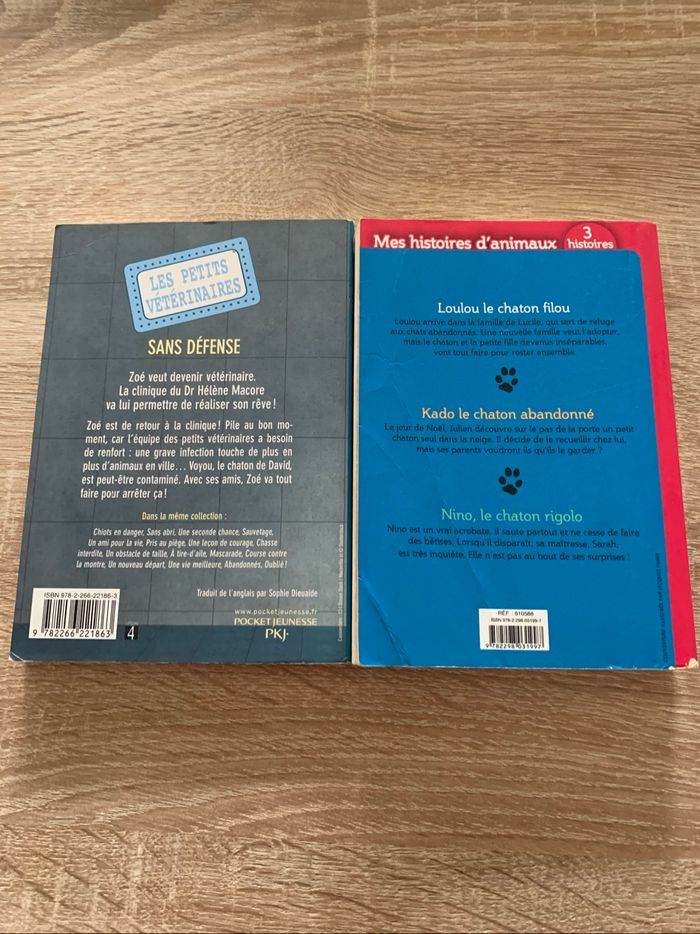 LES PETITS
VÉTÉRINAIRES
SANS DÉFENSE
Zoé veut devenir vétérinaire.
La clinique du Dr Hélène Macore
va lui permettre de réaliser son rêve !
Zoé est de retour à la clinique ! Pile au bon mo-
ment, car l'équipe des petits vétérinaires a besoin
de renfort : une grave infection touche de plus en
plus d'animaux en ville... Voyou, le chaton de David,
est peut-être contaminé. Avec ses amis, Zoé va tout
faire pour arrêter ça !
Dans la même collection :
Chiots en danger, Sans abri, Une seconde chance, Sauvetage,
Un ami pour la vie, Pris au piège, Une leçon de courage, Chasse
interdite, Un obstacle de taille, À tire-d'aile, Mascarade, Course contre
la montre, Un nouveau départ, Une vie meilleure, Abandonnés, Oublié !
Traduit de l'anglais par Sophie Dieuaide
ISBN 978-2-266-22186-3
9 782266 221863
4
www.pocketjeunesse.fr
POCKET JEUNESSE
PKJ·
Mes histoires d'animaux
3
histoires
Loulou le chaton filou
Loulou arrive dans la famille de Lucile, qui sert de refuge
aux chats abandonnés. Une nouvelle famille veut l'adopter,
mais le chaton et la petite fille devenus inséparables,
vont tout faire pour rester ensemble.
Kado le chaton abandonné
Le jour de Noël, Julien découvre sur le pas de la porte un petit
chaton seul dans la neige. Il décide de le recueillir chez lui,
mais ses parents voudront ils qu'ils le garder ?
Nino, le chaton rigolo
Nino est un vrai acrobate, il saute partout et ne cesse de faire
des bêtises. Lorsqu'il disparaît, sa maîtresse, Sarah,
est très inquiète. Elle n'est pas au bout de ses surprises !
RÉF : 610566
ISBN 978-2-298-03199-7
9 782298 031997